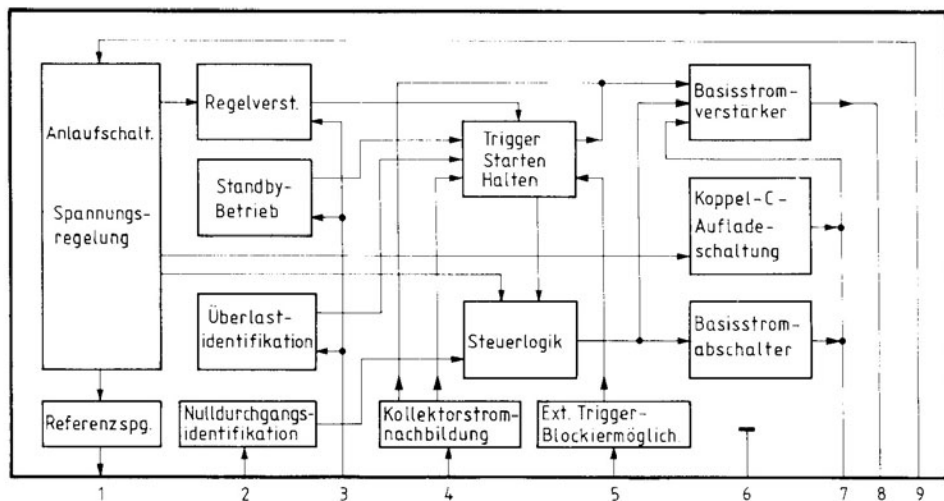 Anlaufschalt.
Spannungs-
regelung
Regelverst.
Standby-
Betrieb
Überlast-
identifikation
Trigger
Starten
Halten
Steuerlogik
Basisstrom-
verstärker
Koppel-C-
Auflade-
schaltung
Basisstrom-
abschalter
Referenzspg.
Nulldurchgangs-
identifikation
Kollektorstrom-
nachbildung
Ext. Trigger-
Blockiermöglich.
1 2 3 4 5 6 7 8 9